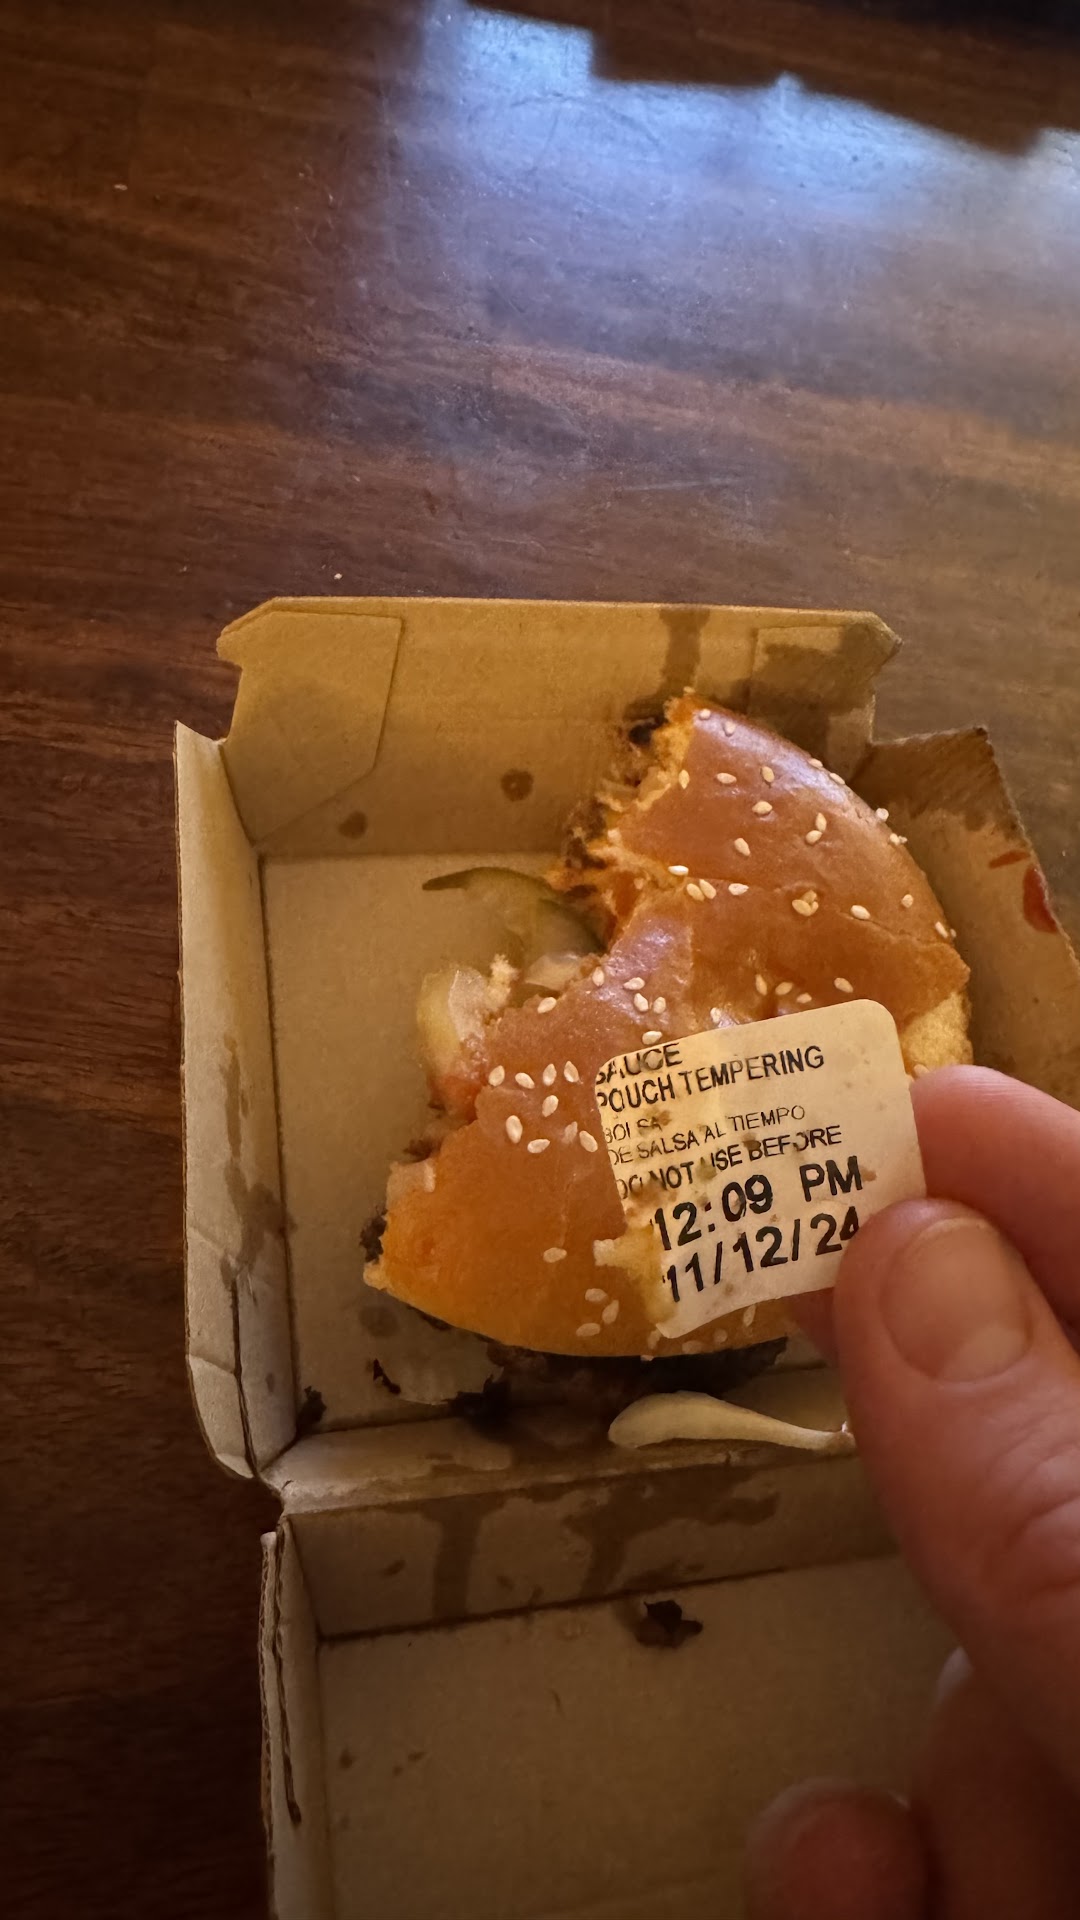 SAUCE
POUCH TEMPERING
BOLSA
DE SALSA AL TIEMPO
DO NOT USE BEFORE
12:09 PM
11/12/24